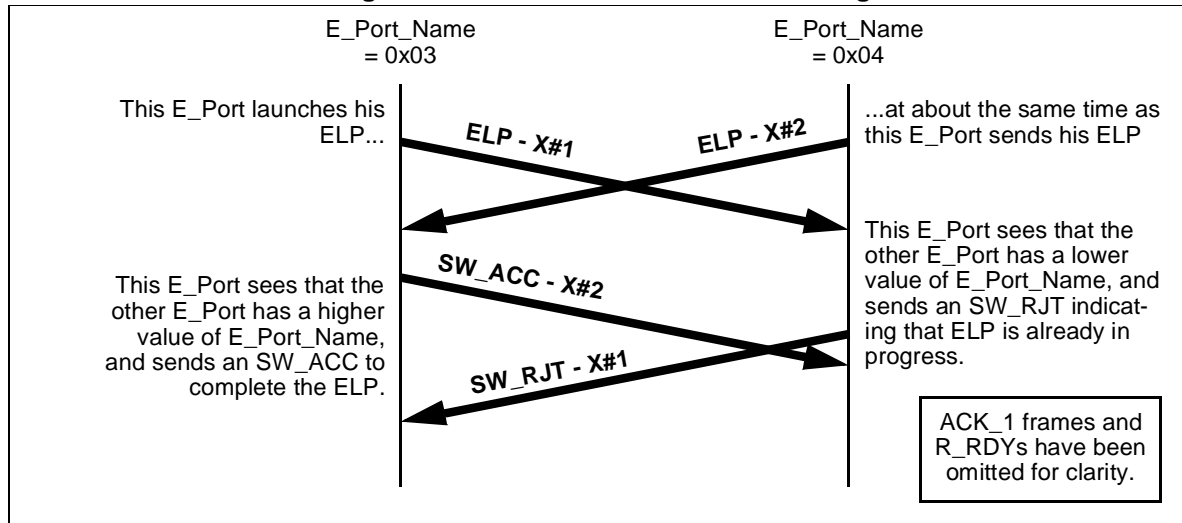 E_Port_Name
= 0x03
E_Port_Name
= 0x04
This E_Port launches his
ELP...
ELP - X#1
ELP - X#2
...at about the same time as
this E_Port sends his ELP
This E_Port sees that the
other E_Port has a higher
value of E_Port_Name,
and sends an SW_ACC to
complete the ELP.
SW_ACC - X#2
SW_RJT - X#1
This E_Port sees that the
other E_Port has a lower
value of E_Port_Name, and
sends an SW_RJT indicat-
ing that ELP is already in
progress.
ACK_1 frames and
R_RDYs have been
omitted for clarity.